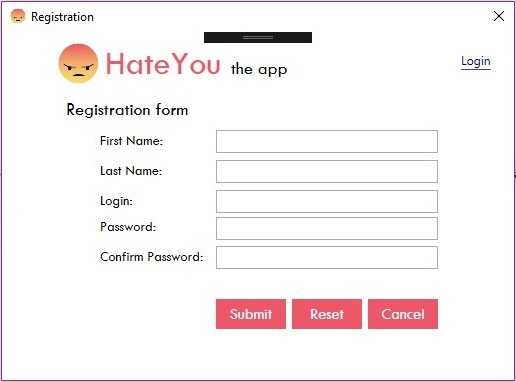 Registration
HateYou the app
Login
Registration form
First Name:
Last Name:
Login:
Password:
Confirm Password:
Submit Reset Cancel